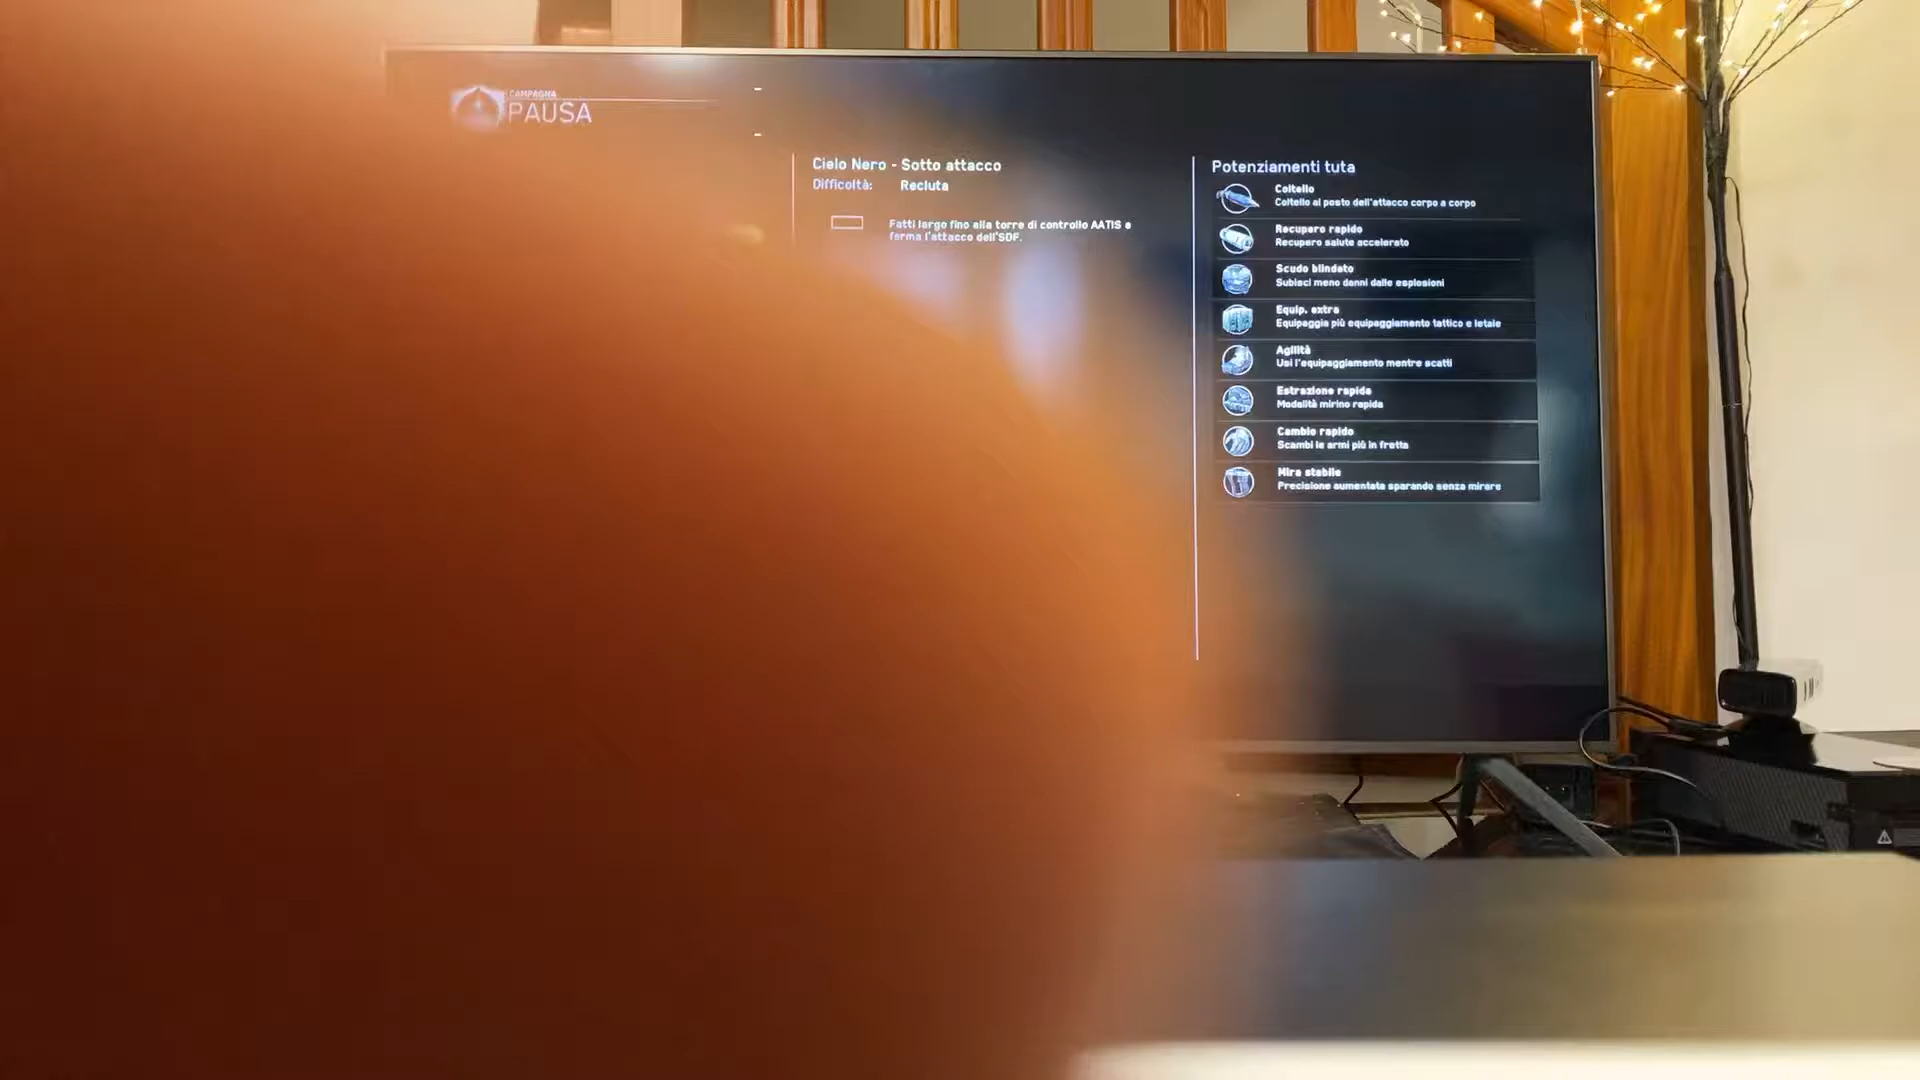 CAMPAGNA
PAUSA
Cielo Nero - Sotto attacco
Difficoltà: Recluta
Fatti largo fino alla torre di controllo AATIS e
ferma l'attacco dell'SDF.
Potenziamenti tuta
Coltello
Coltello al posto dell'attacco corpo a corpo
Recupero rapido
Recupero salute accelerato
Scudo blindato
Subisci meno danni dalle esplosioni
Equip. extra
Equipaggia più equipaggiamento tattico e letale
Agilità
Usi l'equipaggiamento mentre scatti
Estrazione rapida
Modalità mirino rapida
Cambio rapido
Scambi le armi più in fretta
Mira stabile
Precisione aumentata sparando senza mirare